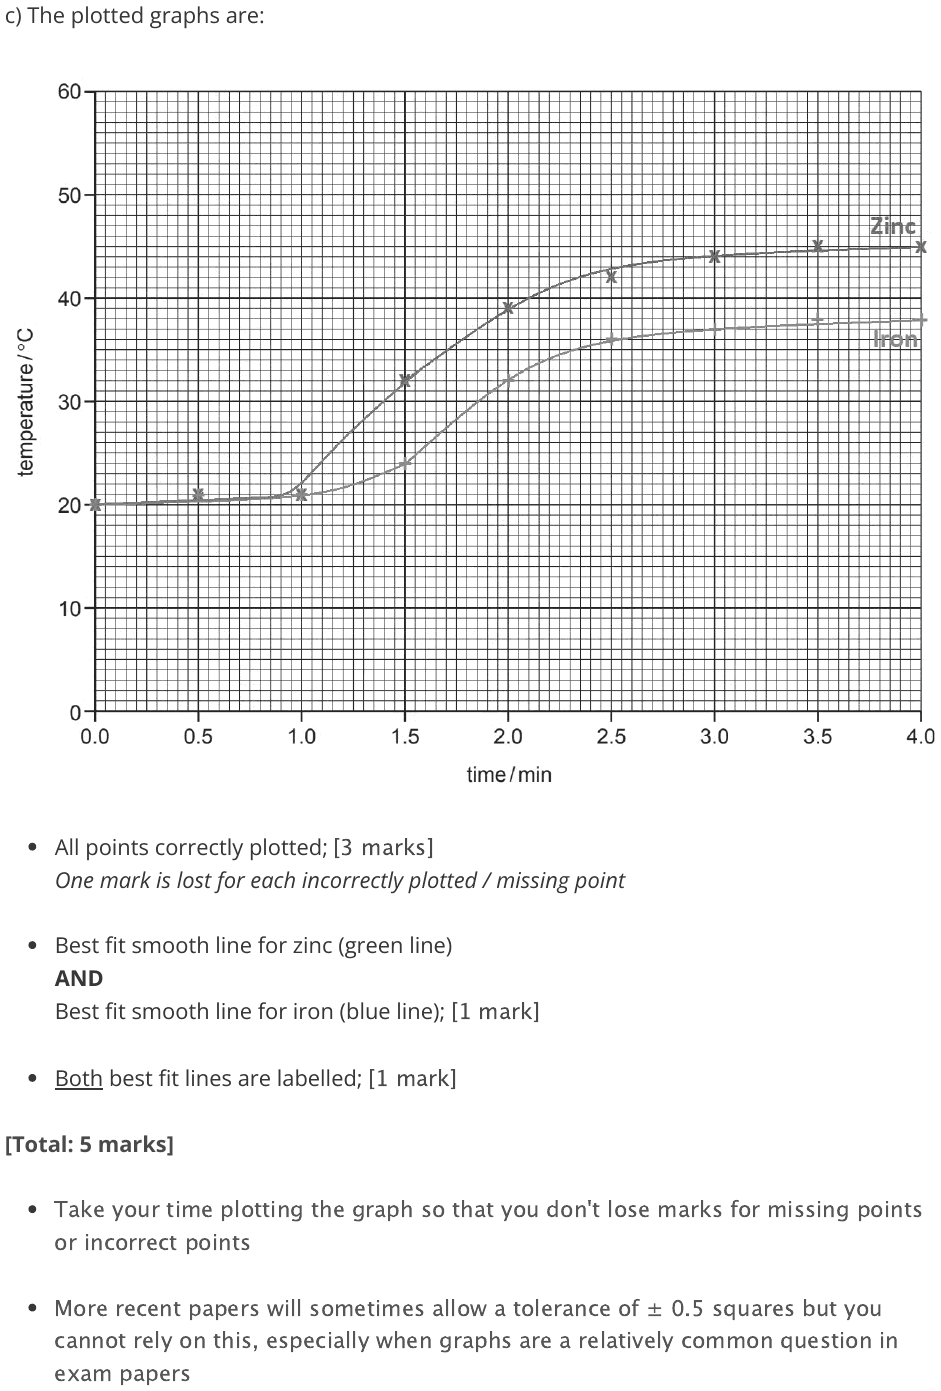 c) The plotted graphs are:
60
50
Zinc
40
Iron
temperature / °C
30
20
10
0
0.0 0.5 1.0 1.5 2.0 2.5 3.0 3.5 4.0
time / min
• All points correctly plotted; [3 marks]
One mark is lost for each incorrectly plotted / missing point
• Best fit smooth line for zinc (green line)
AND
Best fit smooth line for iron (blue line); [1 mark]
• Both best fit lines are labelled; [1 mark]
[Total: 5 marks]
• Take your time plotting the graph so that you don't lose marks for missing points
or incorrect points
• More recent papers will sometimes allow a tolerance of ± 0.5 squares but you
cannot rely on this, especially when graphs are a relatively common question in
exam papers